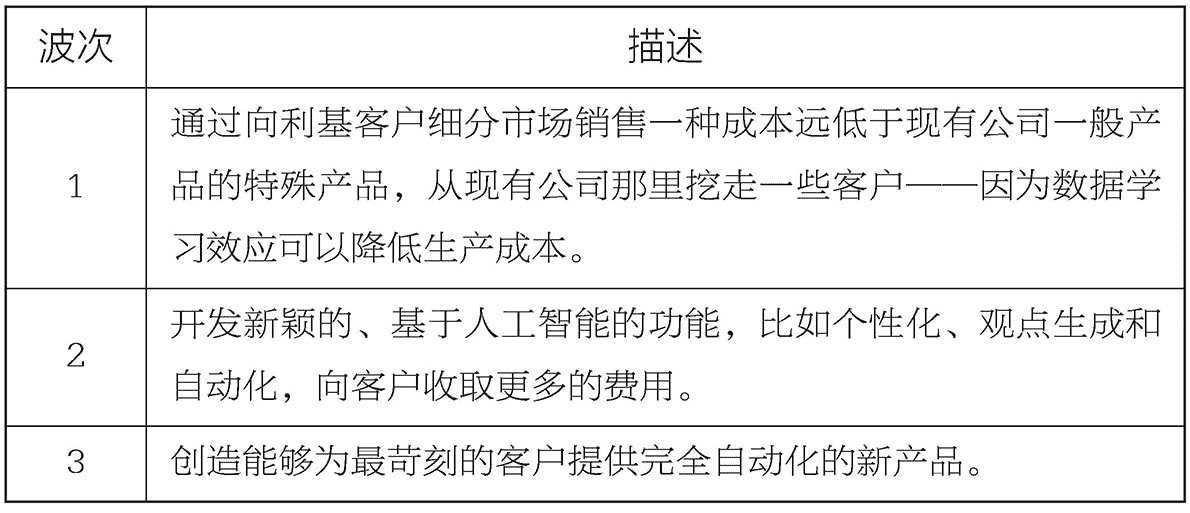 波次 描述
1 通过向利基客户细分市场销售一种成本远低于现有公司一般产
品的特殊产品，从现有公司那里挖走一些客户——因为数据学
习效应可以降低生产成本。
2 开发新颖的、基于人工智能的功能，比如个性化、观点生成和
自动化，向客户收取更多的费用。
3 创造能够为最苛刻的客户提供完全自动化的新产品。